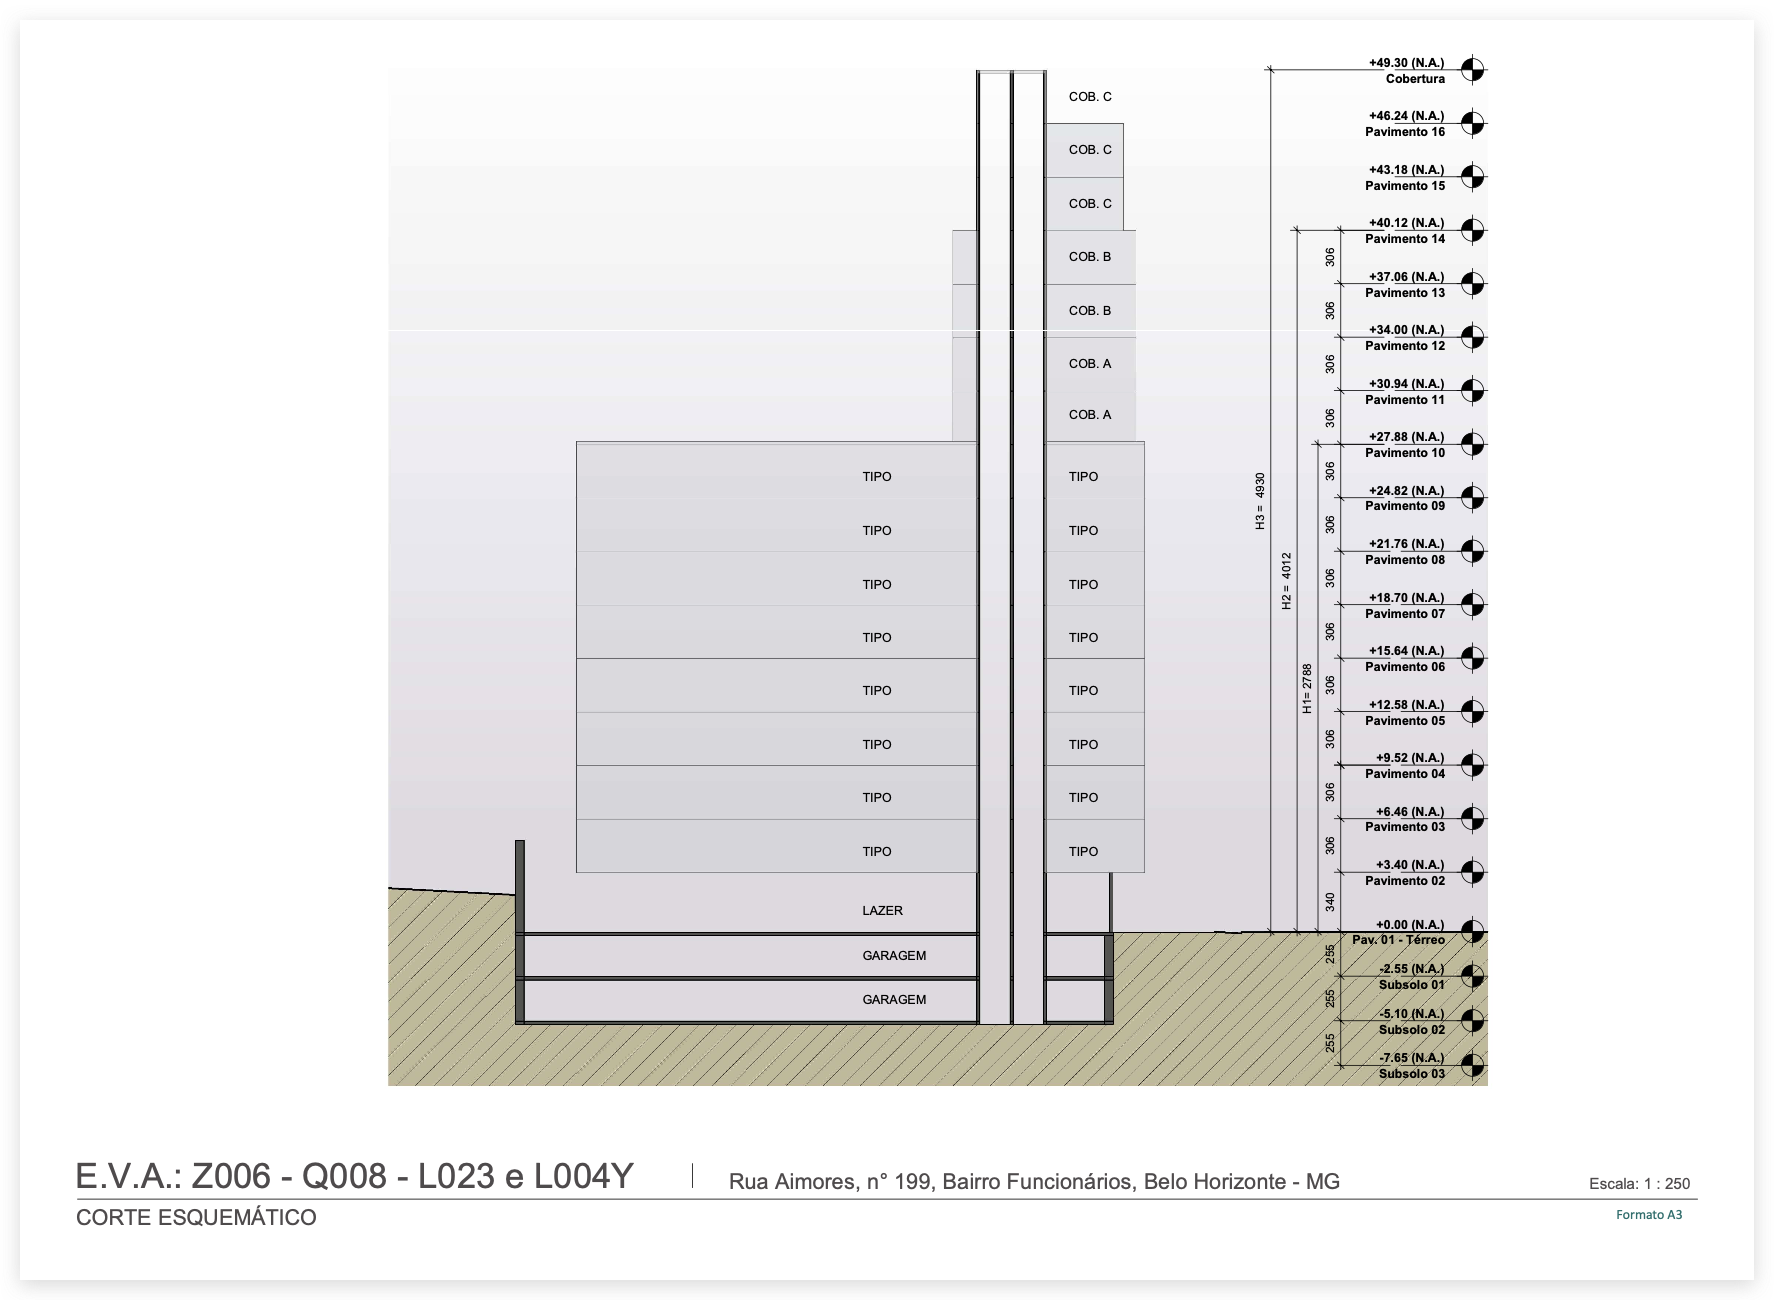 +49.30 (N.A.)
Cobertura
COB. C
+46.24 (N.A.)
Pavimento 16
COB. C
+43.18 (N.A.)
Pavimento 15
COB. C
+40.12 (N.A.)
Pavimento 14
COB. B
306
+37.06 (N.A.)
Pavimento 13
COB. B
306
+34.00 (N.A.)
Pavimento 12
COB. A
306
+30.94 (N.A.)
Pavimento 11
COB. A
306
+27.88 (N.A.)
Pavimento 10
TIPO
TIPO
306
+24.82 (N.A.)
Pavimento 09
H3 = 4930
TIPO
TIPO
306
+21.76 (N.A.)
Pavimento 08
TIPO
TIPO
H2 = 4012
306
+18.70 (N.A.)
Pavimento 07
TIPO
TIPO
306
+15.64 (N.A.)
Pavimento 06
TIPO
TIPO
H1= 2788
306
+12.58 (N.A.)
Pavimento 05
TIPO
TIPO
306
+9.52 (N.A.)
Pavimento 04
TIPO
TIPO
306
+6.46 (N.A.)
Pavimento 03
TIPO
TIPO
306
+3.40 (N.A.)
Pavimento 02
LAZER
340
+0.00 (N.A.)
Pav. 01 - Térreo
GARAGEM
255
-2.55 (N.A.)
Subsolo 01
GARAGEM
255
-5.10 (N.A.)
Subsolo 02
255
-7.65 (N.A.)
Subsolo 03
E.V.A.: Z006 - Q008 - L023 e L004Y
Rua Aimores, n° 199, Bairro Funcionários, Belo Horizonte - MG
Escala: 1 : 250
CORTE ESQUEMÁTICO
Formato A3